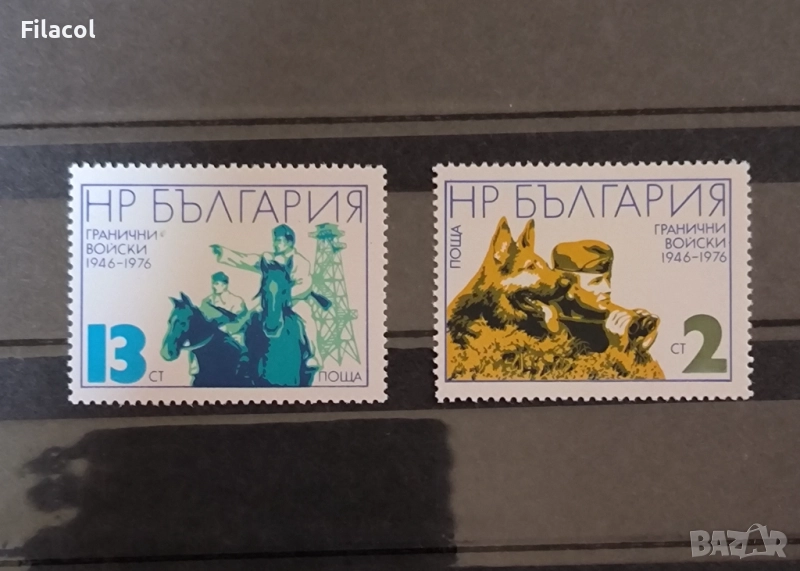 Filacol
НР БЪЛГАРИЯ
ГРАНИЧНИ
ВОЙСКИ
1946-1976
13 СТ
ПОЩА
НР БЪЛГАРИЯ
ПОЩА
ГРАНИЧНИ
ВОЙСКИ
1946-1976
СТ 2
BAZAR